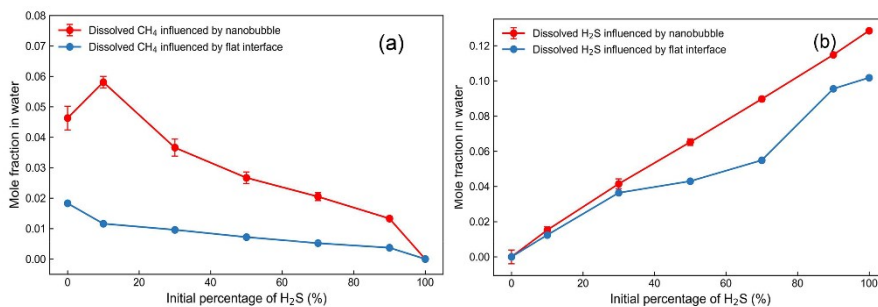 0.08
0.07
0.06
0.05
0.04
0.03
0.02
0.01
0.00
Mole fraction in water
Dissolved CH₄ influenced by nanobubble
Dissolved CH₄ influenced by flat interface
(a)
0 20 40 60 80 100
Initial percentage of H₂S (%)
0.12
0.10
0.08
0.06
0.04
0.02
0.00
Mole fraction in water
Dissolved H₂S influenced by nanobubble
Dissolved H₂S influenced by flat interface
(b)
0 20 40 60 80 100
Initial percentage of H₂S (%)